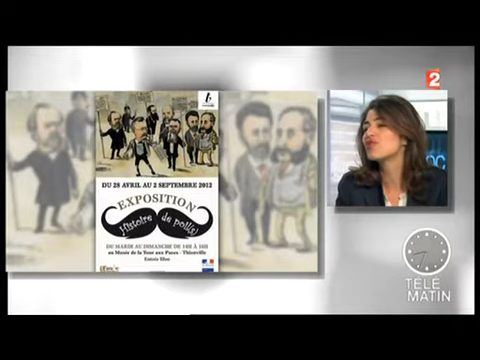 2
DU 28 AVRIL AU 2 SEPTEMBRE 2012
EXPOSITION
Histoire de poil(s)!
DU MARDI AU DIMANCHE DE 14H À 18H
au Musée de la Tour aux Puces - Thionville
Entrée libre
TÉLÉ
MATIN